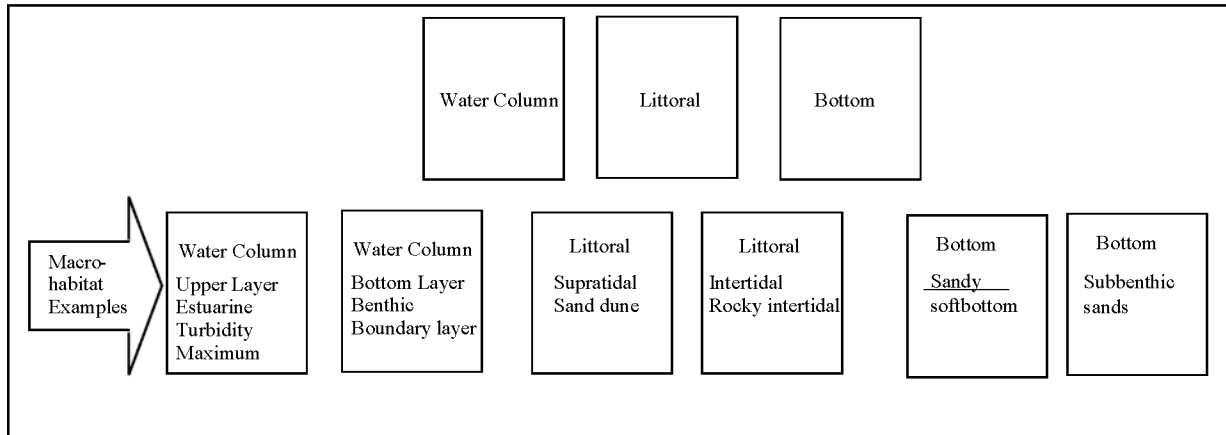 Water Column
Littoral
Bottom
Macro-
habitat
Examples
Water Column
Upper Layer
Estuarine
Turbidity
Maximum
Water Column
Bottom Layer
Benthic
Boundary layer
Littoral
Supratidal
Sand dune
Littoral
Intertidal
Rocky intertidal
Bottom
Sandy
softbottom
Bottom
Subbenthic
sands